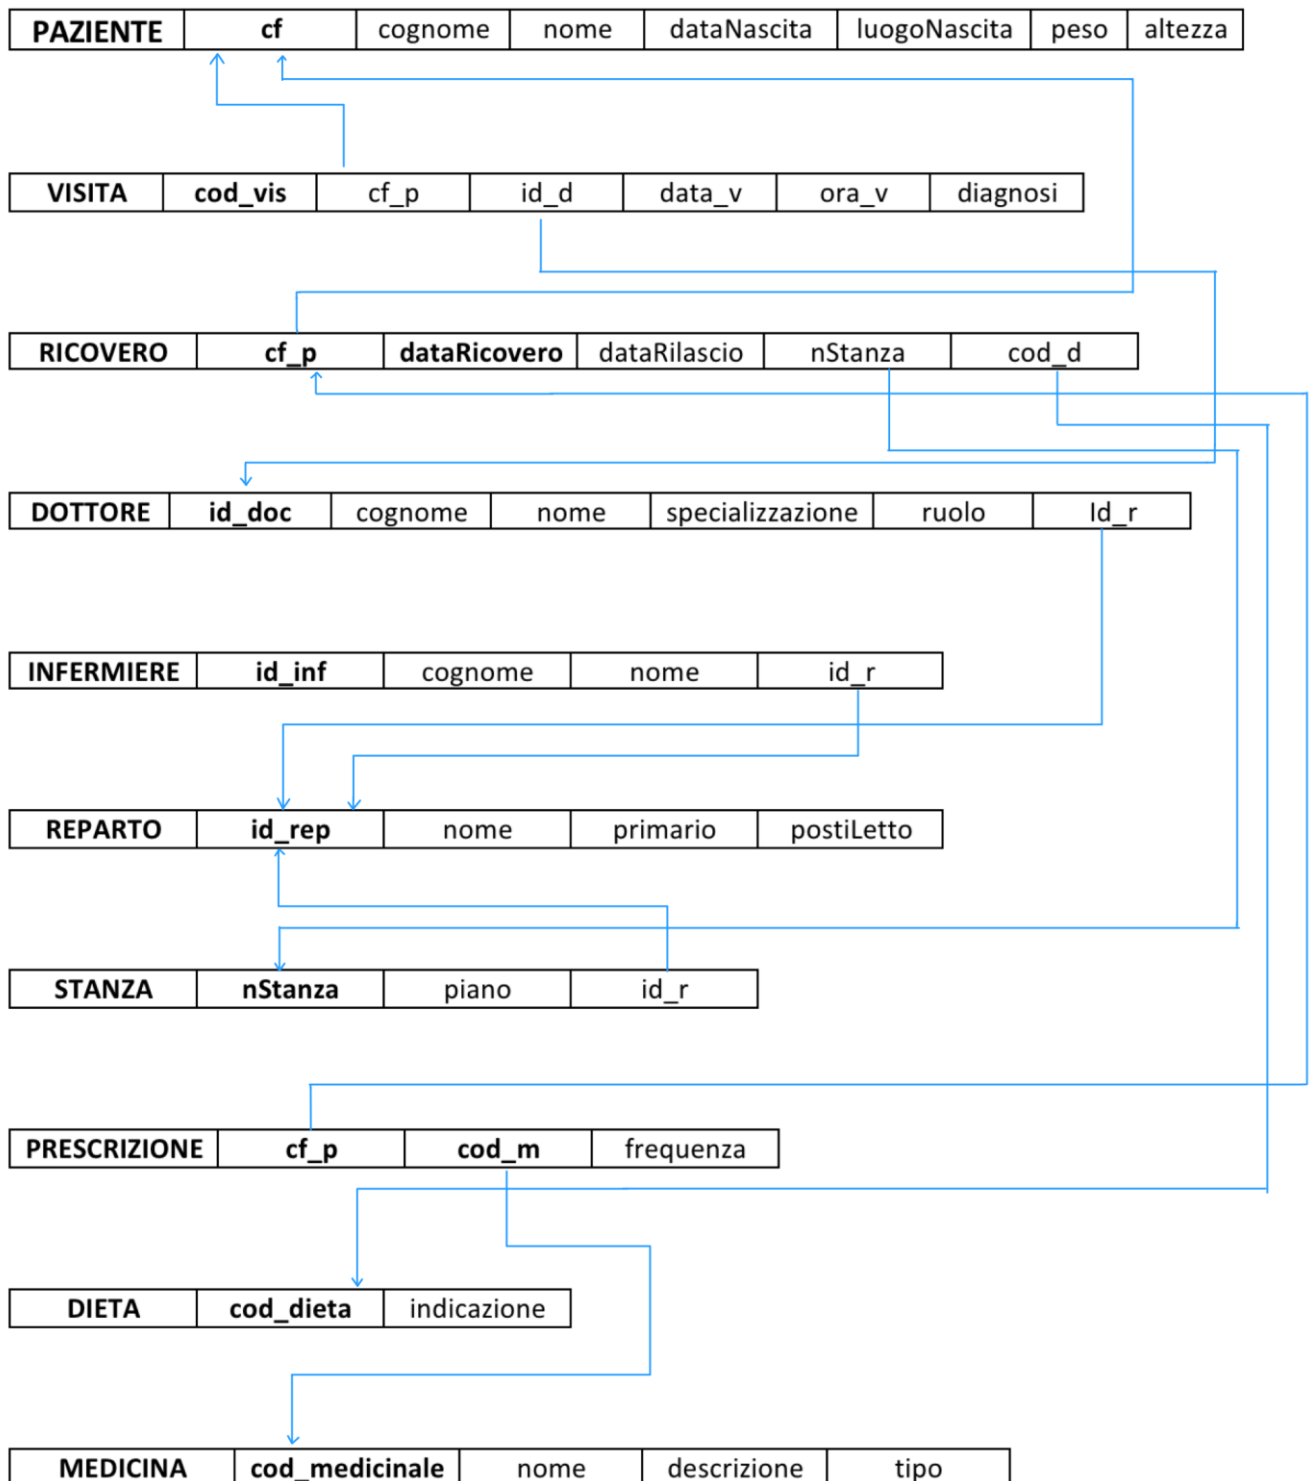 PAZIENTE cf cognome nome dataNascita luogoNascita peso altezza
VISITA cod_vis cf_p id_d data_v ora_v diagnosi
RICOVERO cf_p dataRicovero dataRilascio nStanza cod_d
DOTTORE id_doc cognome nome specializzazione ruolo Id_r
INFERMIERE id_inf cognome nome id_r
REPARTO id_rep nome primario postiLetto
STANZA nStanza piano id_r
PRESCRIZIONE cf_p cod_m frequenza
DIETA cod_dieta indicazione
MEDICINA cod_medicinale nome descrizione tipo